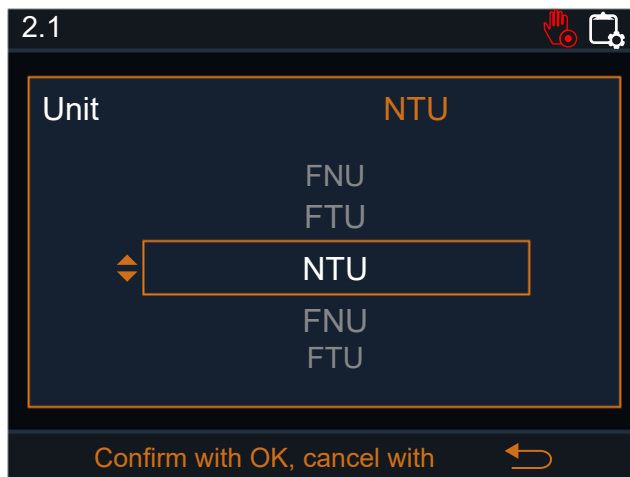 2.1
Unit NTU
FNU
FTU
NTU
FNU
FTU
Confirm with OK, cancel with